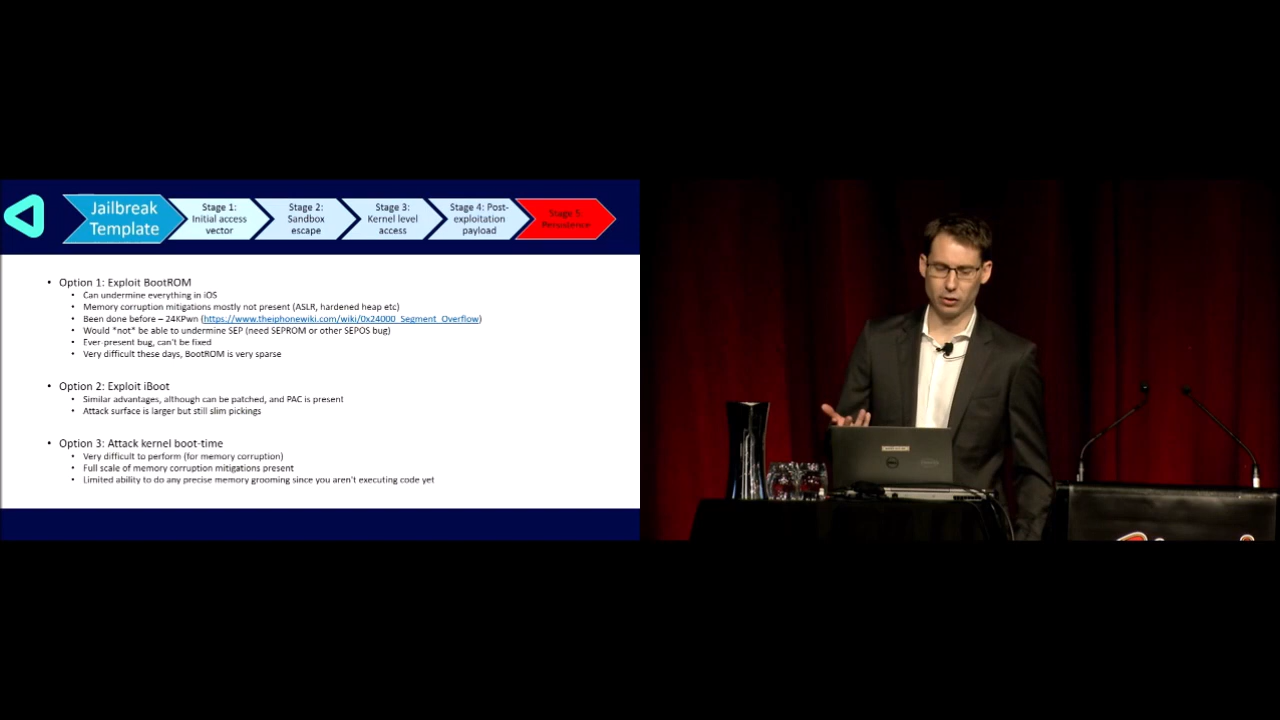 Jailbreak
Template
Stage 1:
Initial access
vector
Stage 2:
Sandbox
escape
Stage 3:
Kernel level
access
Stage 4: Post-
exploitation
payload
Stage 5:
Persistence
• Option 1: Exploit BootROM
• Can undermine everything in iOS
• Memory corruption mitigations mostly not present (ASLR, hardened heap etc)
• Been done before – 24KPwn (https://www.theiphonewiki.com/wiki/0x24000_Segment_Overflow)
• Would *not* be able to undermine SEP (need SEPROM or other SEPOS bug)
• Ever-present bug, can't be fixed
• Very difficult these days, BootROM is very sparse
• Option 2: Exploit iBoot
• Similar advantages, although can be patched, and PAC is present
• Attack surface is larger but still slim pickings
• Option 3: Attack kernel boot-time
• Very difficult to perform (for memory corruption)
• Full scale of memory corruption mitigations present
• Limited ability to do any precise memory grooming since you aren't executing code yet
DELL